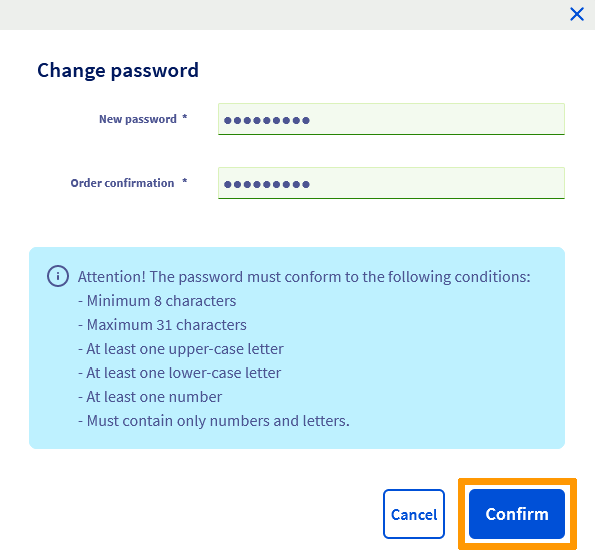 Change password
New password *
●●●●●●●●●
Order confirmation *
●●●●●●●●●
Attention! The password must conform to the following conditions:
- Minimum 8 characters
- Maximum 31 characters
- At least one upper-case letter
- At least one lower-case letter
- At least one number
- Must contain only numbers and letters.
Cancel Confirm